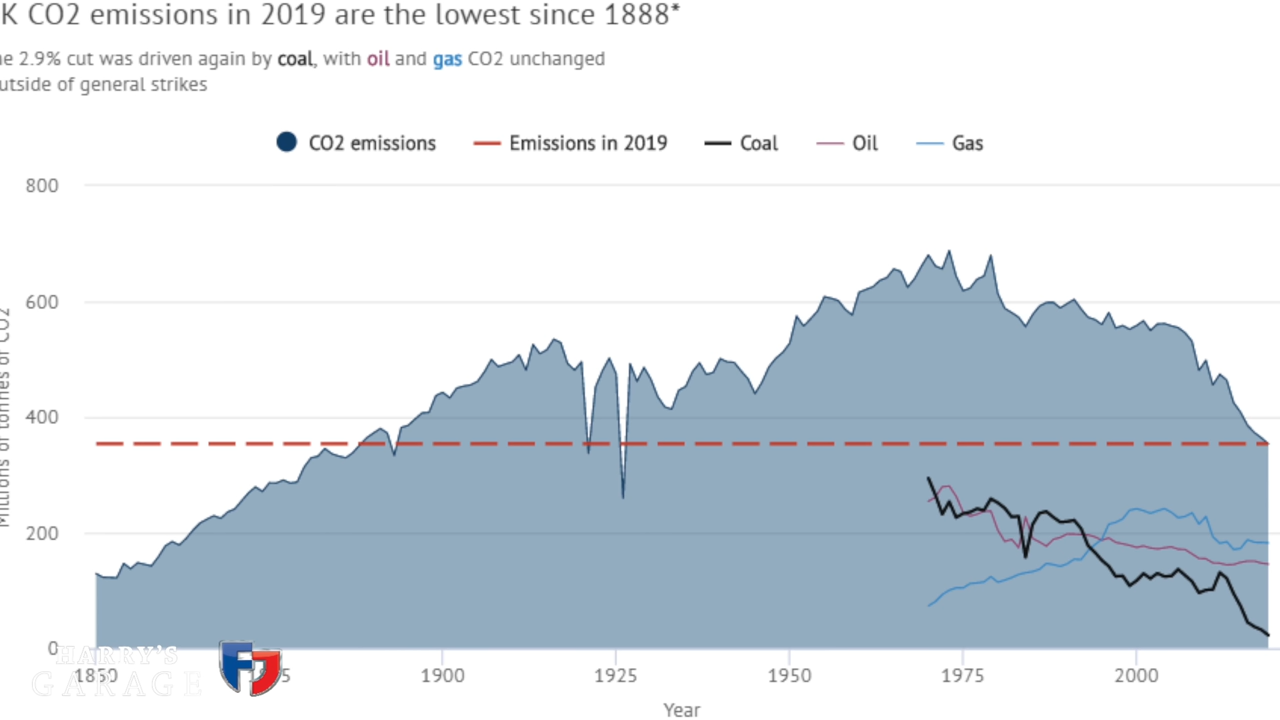 K CO2 emissions in 2019 are the lowest since 1888*
he 2.9% cut was driven again by coal, with oil and gas CO2 unchanged
utside of general strikes
CO2 emissions
Emissions in 2019
Coal
Oil
Gas
800
600
400
200
0
Millions of tonnes of CO2
1850
1900
1925
1950
1975
2000
Year
HARRY'S
GARAGE